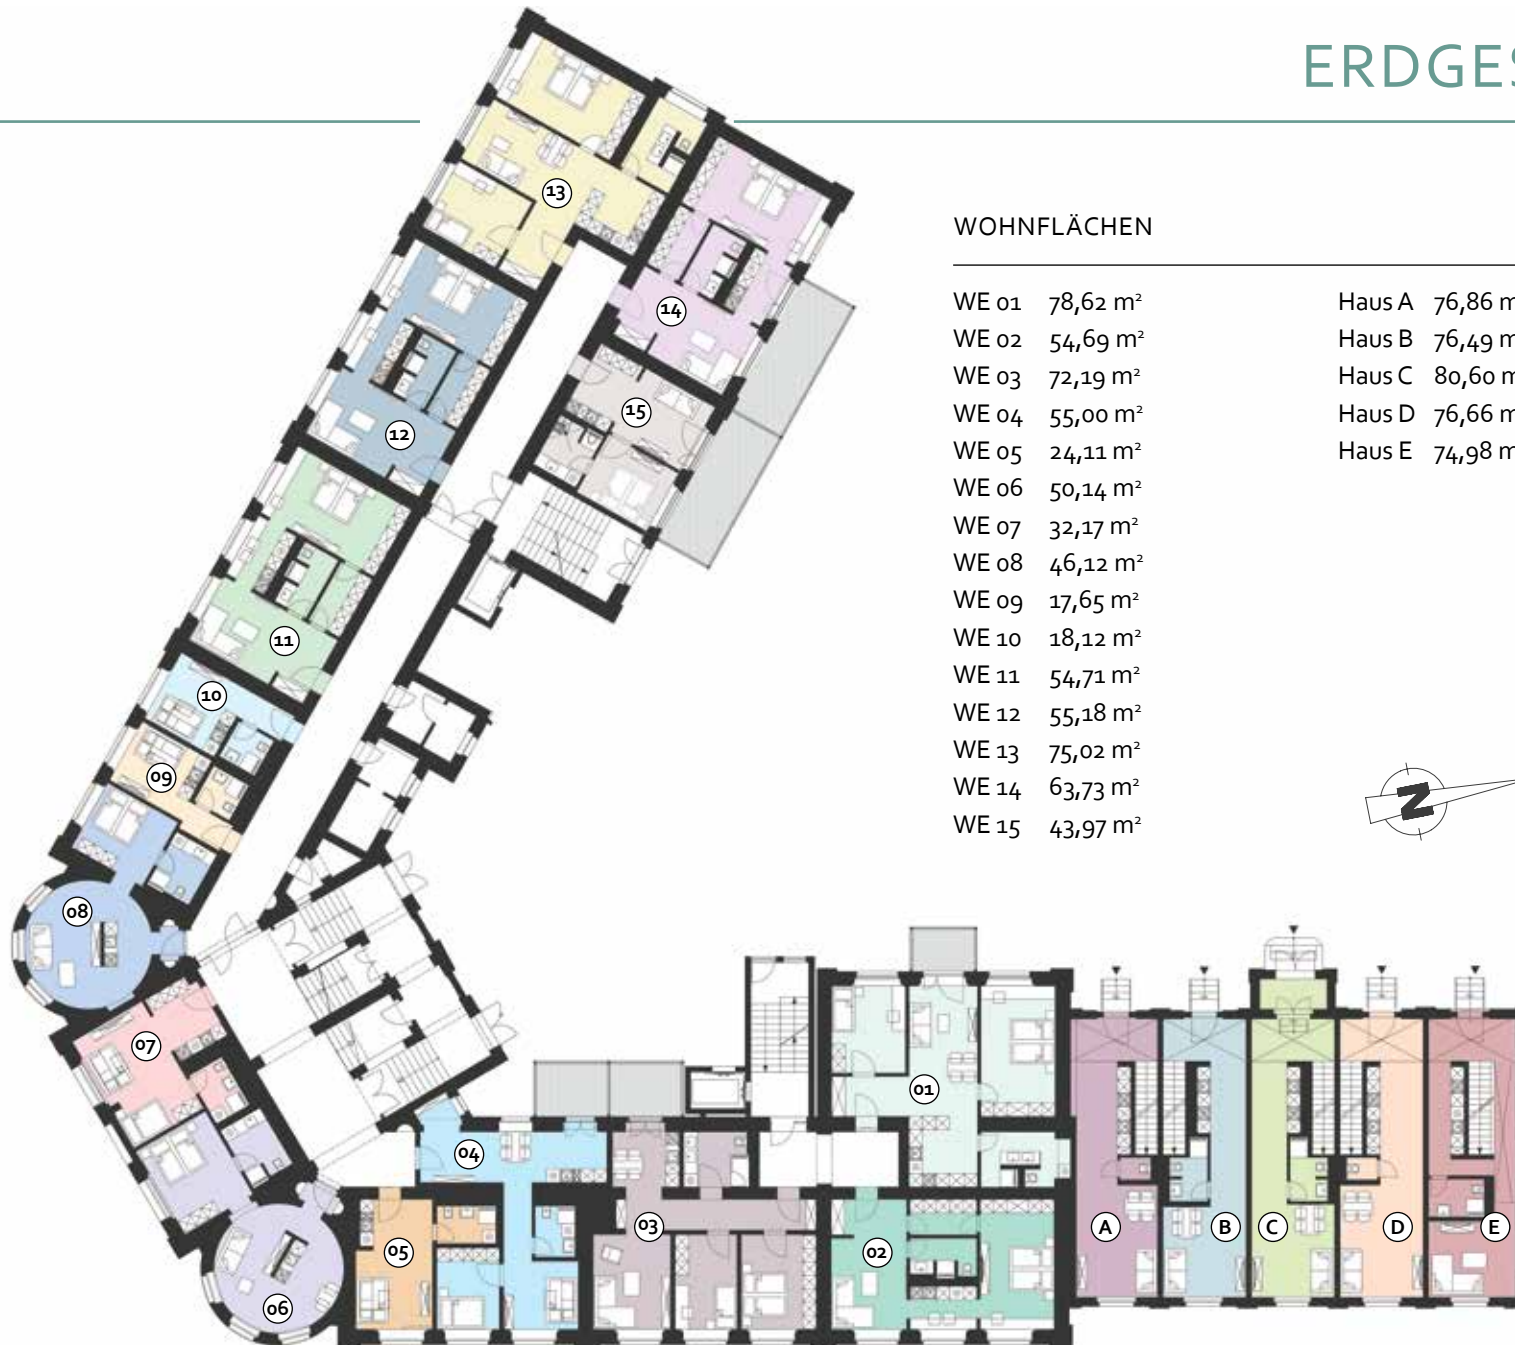 ERDGES
WOHNFLÄCHEN
WE 01 78,62 m²
WE 02 54,69 m²
WE 03 72,19 m²
WE 04 55,00 m²
WE 05 24,11 m²
WE 06 50,14 m²
WE 07 32,17 m²
WE 08 46,12 m²
WE 09 17,65 m²
WE 10 18,12 m²
WE 11 54,71 m²
WE 12 55,18 m²
WE 13 75,02 m²
WE 14 63,73 m²
WE 15 43,97 m²
Haus A 76,86 m
Haus B 76,49 m
Haus C 80,60 m
Haus D 76,66 m
Haus E 74,98 m
N
13
14
15
12
11
10
09
08
07
06
05
04
03
02
01
A
B
C
D
E